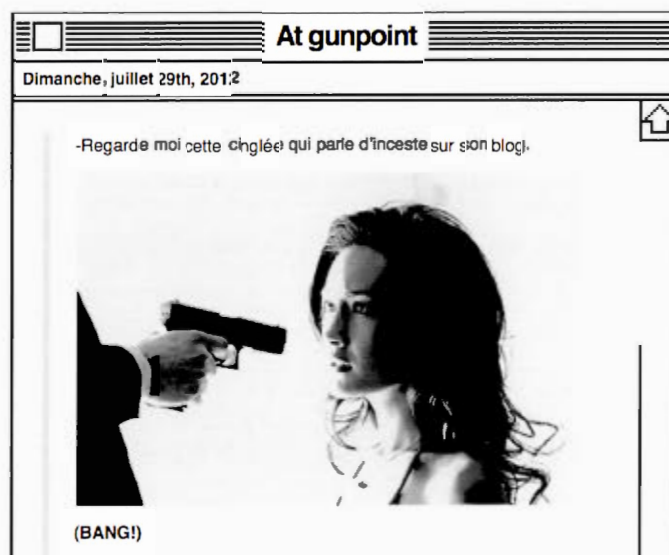 At gunpoint
Dimanche, juillet 29th, 2012
-Regarde moi cette cinglée qui parle d'inceste sur son blog.
(BANG!)